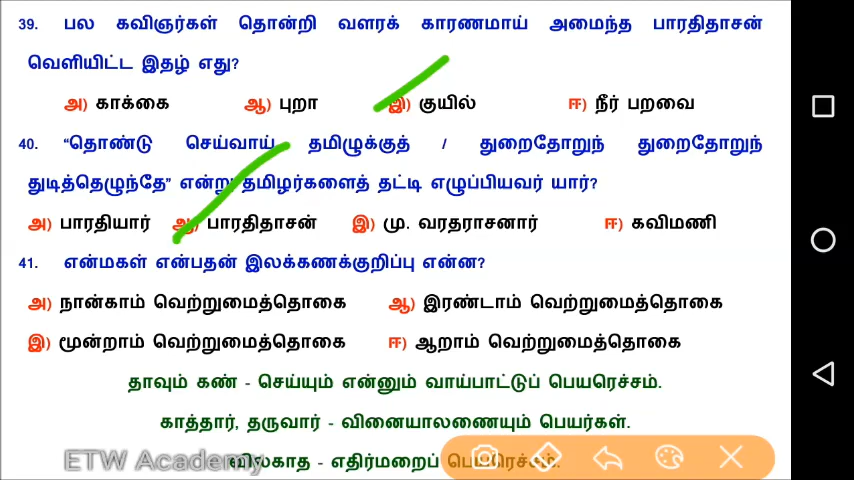 39. பல கவிஞர்கள் தொன்றி வளரக் காரணமாய் அமைந்த பாரதிதாசன்
வெளியிட்ட இதழ் எது?
அ) காக்கை ஆ) புறா இ) குயில் ஈ) நீர் பறவை
40. “தொண்டு செய்வாய் தமிழுக்குத் / துறைதோறுந் துறைதோறுந்
துடித்தெழுந்தே” என்று தமிழர்களைத் தட்டி எழுப்பியவர் யார்?
அ) பாரதியார் ஆ) பாரதிதாசன் இ) மு. வரதராசனார் ஈ) கவிமணி
41. என்மகள் என்பதன் இலக்கணக்குறிப்பு என்ன?
அ) நான்காம் வெற்றுமைத்தொகை ஆ) இரண்டாம் வெற்றுமைத்தொகை
இ) மூன்றாம் வெற்றுமைத்தொகை ஈ) ஆறாம் வெற்றுமைத்தொகை
தாவும் கண் - செய்யும் என்னும் வாய்பாட்டுப் பெயரெச்சம்.
காத்தார், தருவார் - வினையாலணையும் பெயர்கள்.
ETW Academy விலகாத - எதிர்மறைப் பெயரெச்சம்.